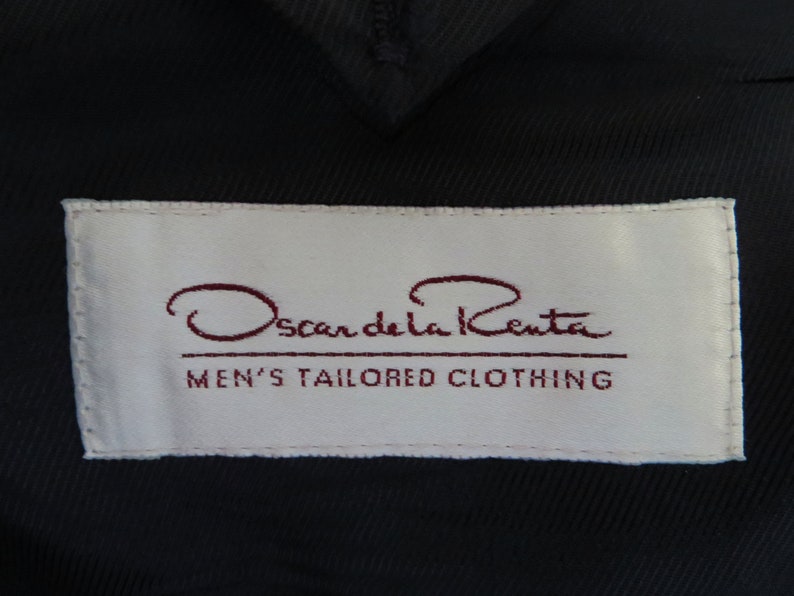 Oscar de la Renta
MEN'S TAILORED CLOTHING